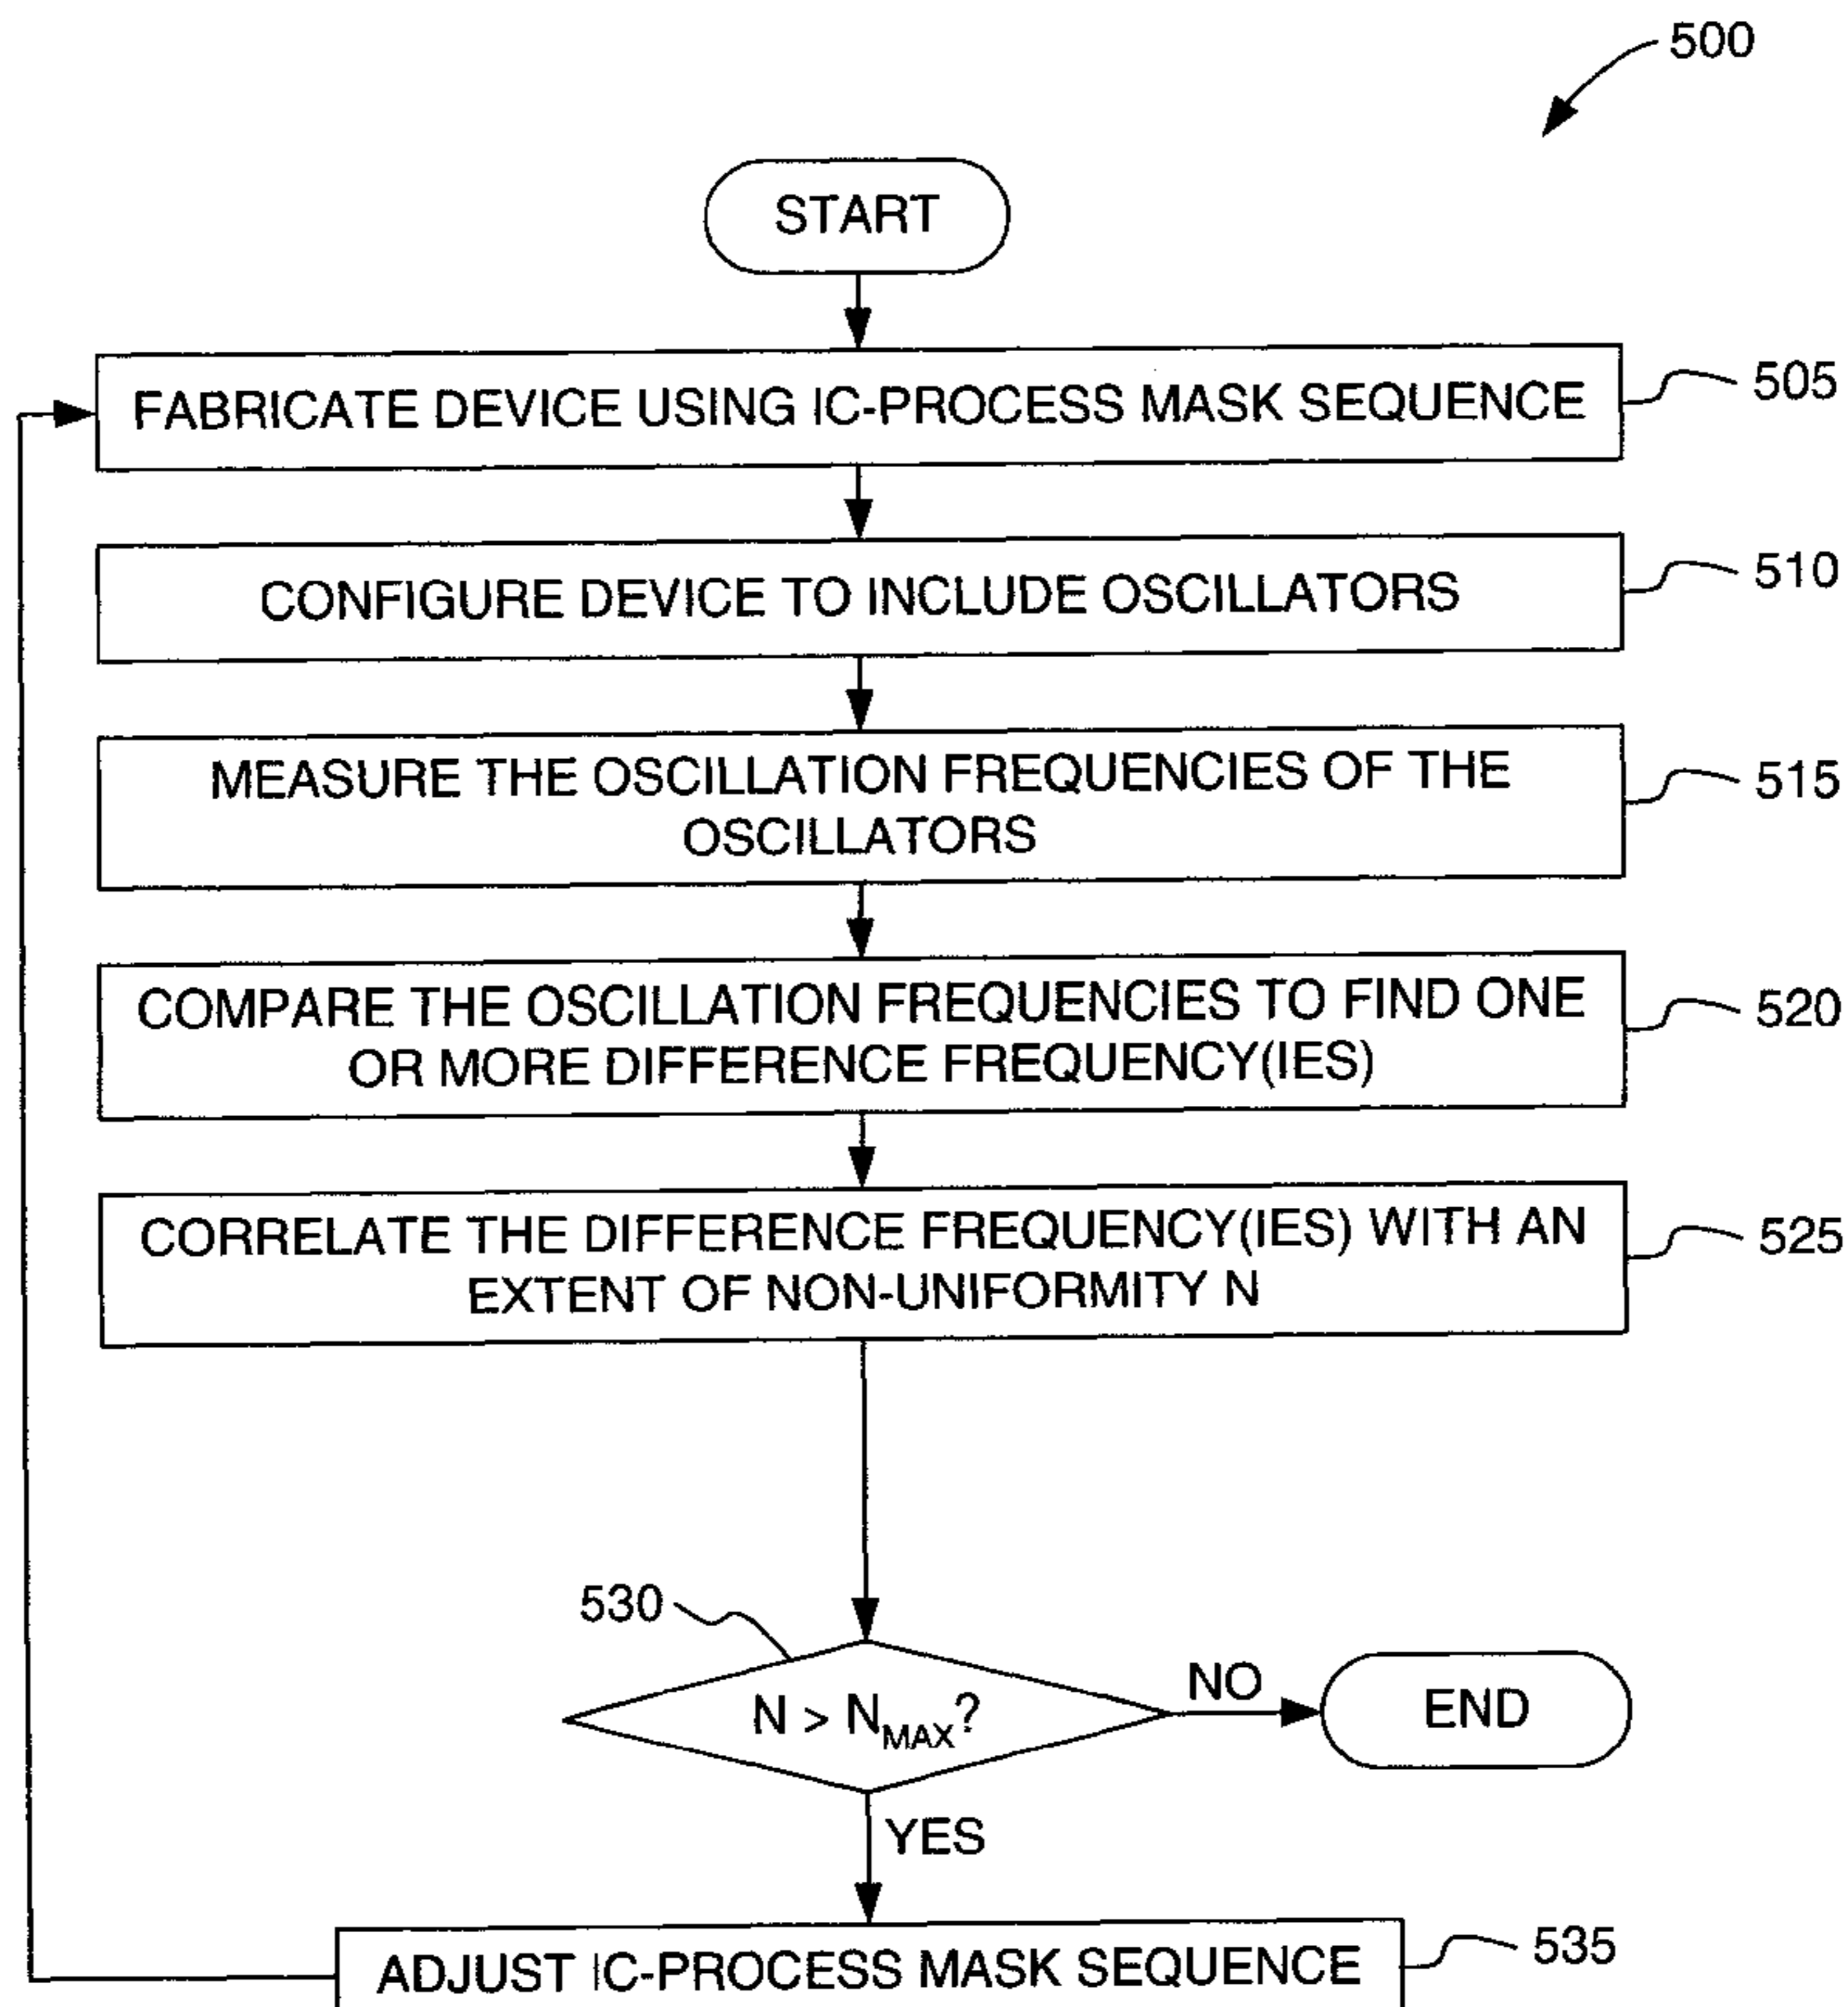 500
START
FABRICATE DEVICE USING IC-PROCESS MASK SEQUENCE
505
CONFIGURE DEVICE TO INCLUDE OSCILLATORS
510
MEASURE THE OSCILLATION FREQUENCIES OF THE
OSCILLATORS
515
COMPARE THE OSCILLATION FREQUENCIES TO FIND ONE
OR MORE DIFFERENCE FREQUENCY(IES)
520
CORRELATE THE DIFFERENCE FREQUENCY(IES) WITH AN
EXTENT OF NON-UNIFORMITY N
525
530
N > NMAX?
NO
END
YES
ADJUST IC-PROCESS MASK SEQUENCE
535